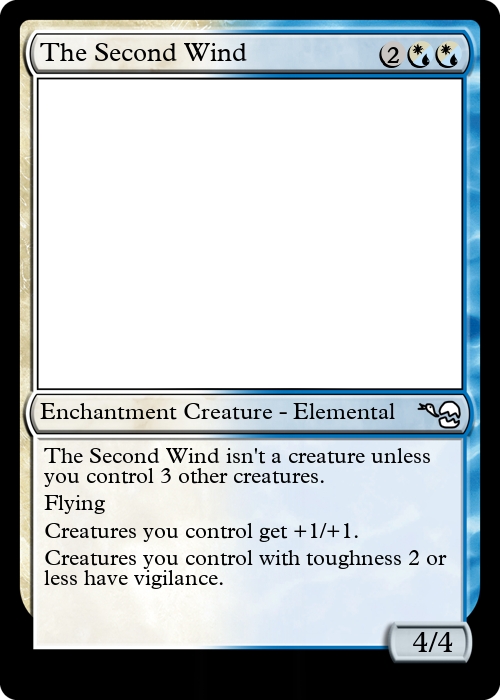 The Second Wind 2
Enchantment Creature - Elemental
The Second Wind isn't a creature unless
you control 3 other creatures.
Flying
Creatures you control get +1/+1.
Creatures you control with toughness 2 or
less have vigilance.
4/4